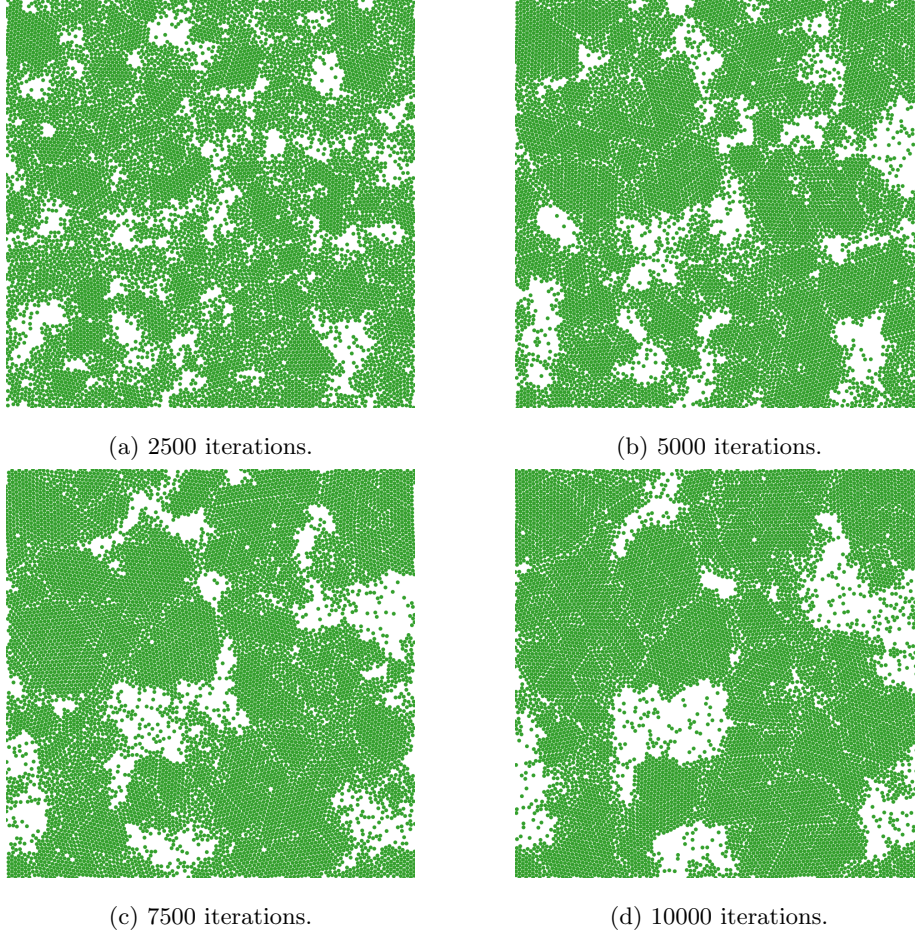 (a) 2500 iterations.
(b) 5000 iterations.
(c) 7500 iterations.
(d) 10000 iterations.